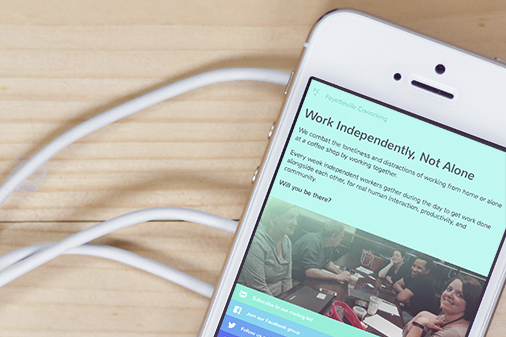 Fayetteville Coworking
Work Independently, Not Alone
We combat the loneliness and distractions of working from home or alone
at a coffee shop by working together.
Every week independent workers gather during the day to get work done
alongside each other, for real human interaction, productivity, and
community.
Will you be there?
Subscribe to our mailing list
Join our Facebook group
Follow us